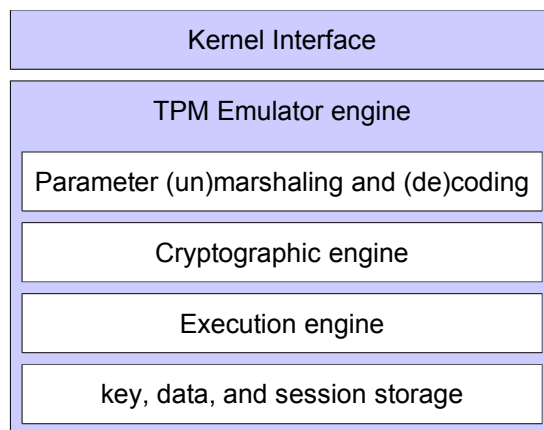 Kernel Interface
TPM Emulator engine
Parameter (un)marshaling and (de)coding
Cryptographic engine
Execution engine
key, data, and session storage